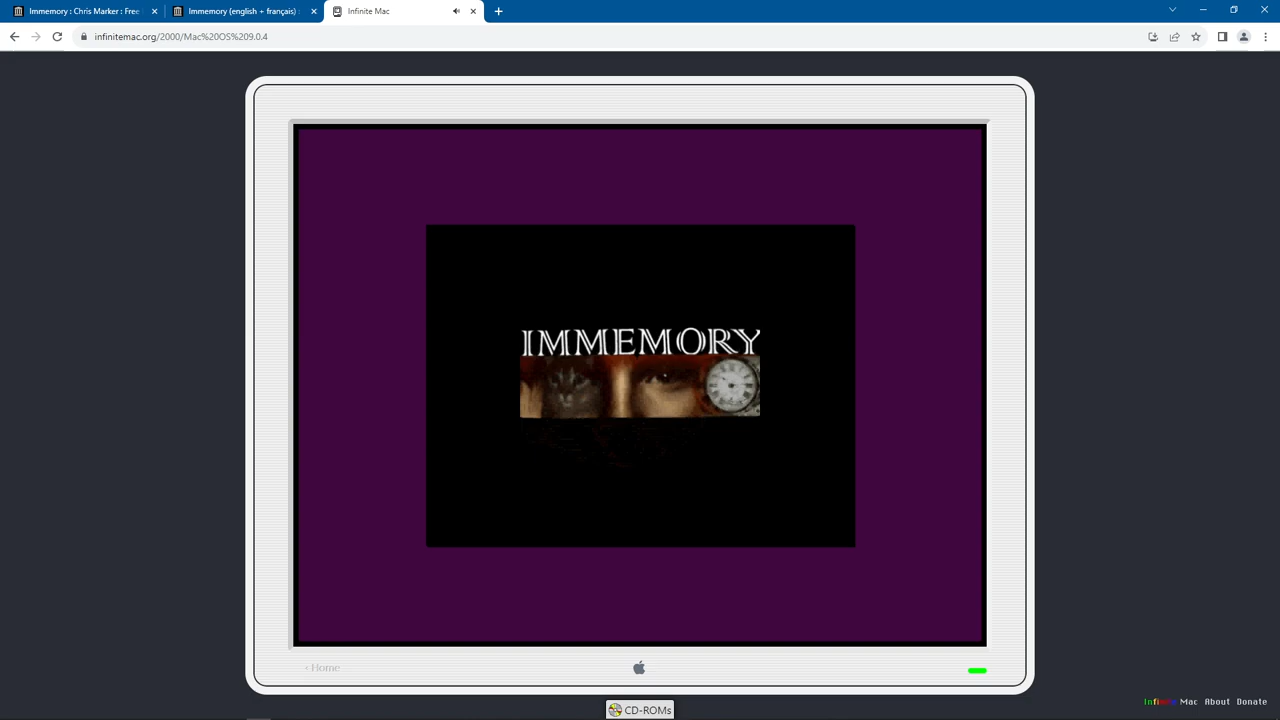 Immemory : Chris Marker : Free
Immemory (english + français) :
Infinite Mac
infinitemac.org/2000/Mac%20OS%209.0.4
IMMEMORY
‹ Home
CD-ROMs
Infinite Mac About Donate